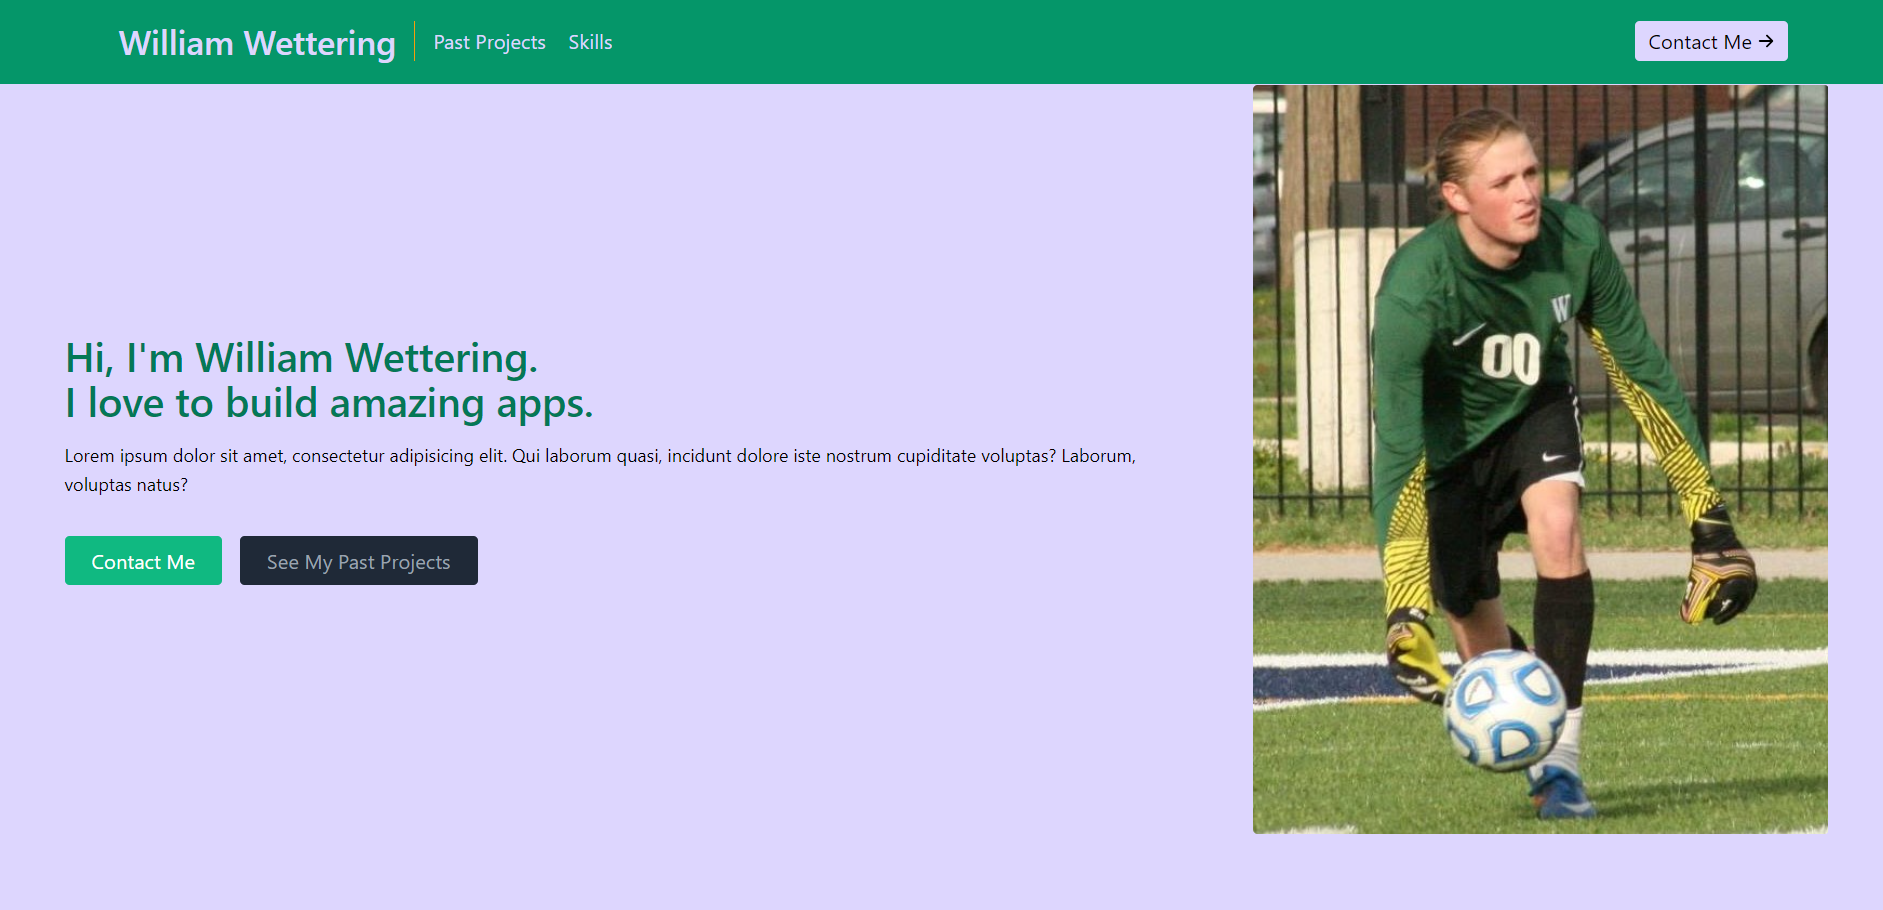 William Wettering
Past Projects
Skills
Contact Me →
Hi, I'm William Wettering.
I love to build amazing apps.
Lorem ipsum dolor sit amet, consectetur adipisicing elit. Qui laborum quasi, incidunt dolore iste nostrum cupiditate voluptas? Laborum,
voluptas natus?
Contact Me
See My Past Projects
W
00